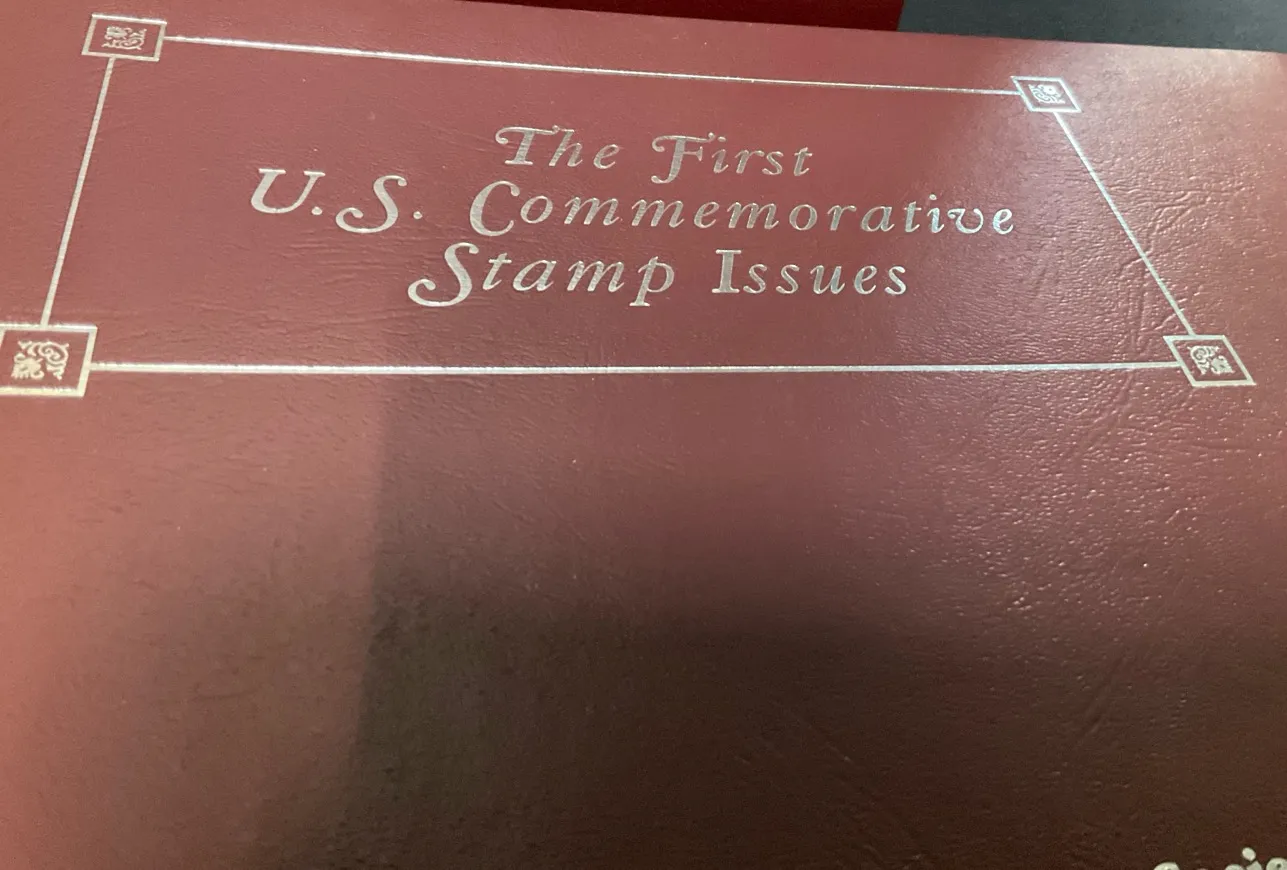 The First
U.S. Commemorative
Stamp Issues